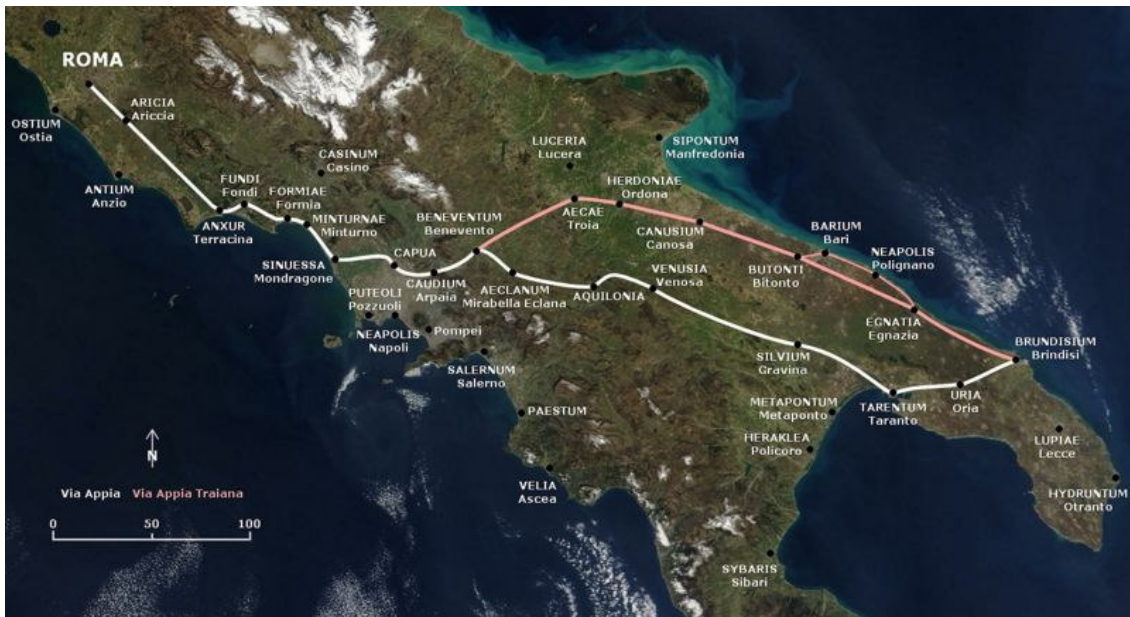 ROMA
ARICIA
Ariccia
OSTIUM
Ostia
ANTIUM
Anzio
FUNDI
Fondi
CASINUM
Casino
FORMIAE
Formia
ANXUR
Terracina
MINTURNAE
Minturno
SINUESSA
Mondragone
CAPUA
BENEVENTUM
Benevento
CAUDIUM
Arpaia
PUTEOLI
Pozzuoli
NEAPOLIS
Napoli
Pompei
SALERNUM
Salerno
AECLANUM
Mirabella Eclana
AQUILONIA
LUCERIA
Lucera
SIPONTUM
Manfredonia
AECAE
Troia
HERDONIAE
Ordona
CANUSIUM
Canosa
VENUSIA
Venosa
BUTONTI
Bitonto
BARIUM
Bari
NEAPOLIS
Polignano
EGNATIA
Egnazia
BRUNDISIUM
Brindisi
SILVIUM
Gravina
METAPONTUM
Metaponto
TARENTUM
Taranto
URIA
Oria
HERAKLEA
Policoro
LUPIAE
Lecce
HYDRUNTUM
Otranto
PAESTUM
VELIA
Ascea
SYBARIS
Sibari
N
Via Appia Via Appia Traiana
0 50 100